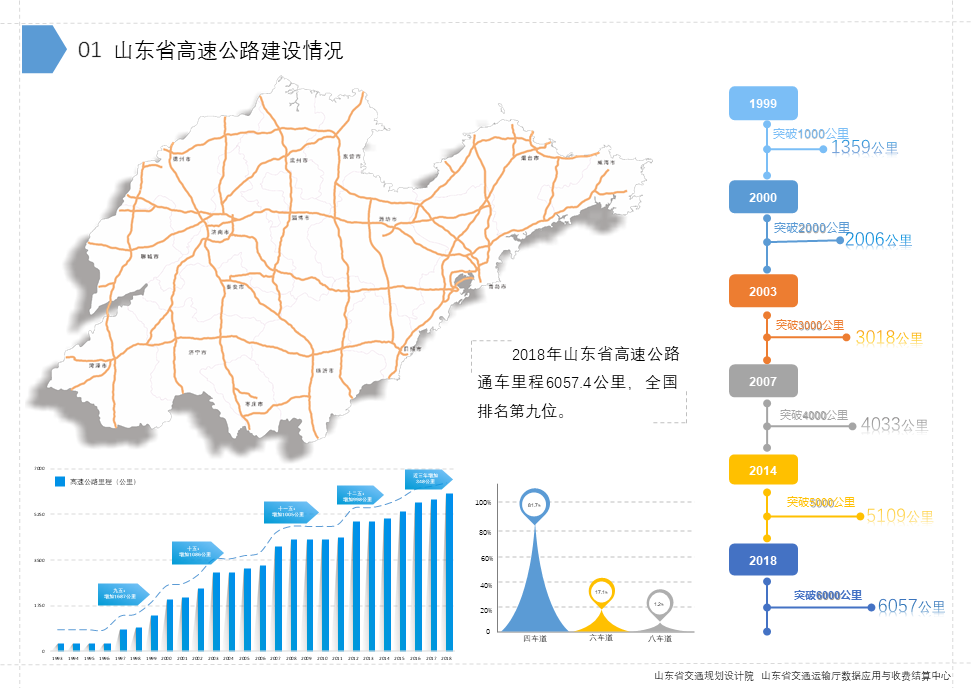 01 山东省高速公路建设情况
德州市
滨州市
东营市
烟台市
威海市
济南市
淄博市
潍坊市
聊城市
泰安市
青岛市
日照市
菏泽市
济宁市
临沂市
枣庄市
2018年山东省高速公路
通车里程6057.4公里，全国
排名第九位。
1999
突破1000公里
1359公里
2000
突破2000公里
2006公里
2003
突破3000公里
3018公里
2007
突破4000公里
4033公里
2014
突破5000公里
5109公里
2018
突破6000公里
6057公里
高速公路里程（公里）
7000
5250
3500
1750
0
九五:
增加1687公里
十五:
增加1086公里
十一五:
增加1005公里
十二五:
增加998公里
近三年增加
1993 1994 1995 1996 1997 1998 1999 2000 2001 2002 2003 2004 2005 2006 2007 2008 2009 2010 2011 2012 2013 2014 2015 2016 2017 2018
100%
80%
60%
40%
20%
0
81.7%
17.1%
1.2%
四车道
六车道
八车道
山东省交通规划设计院 山东省交通运输厅数据应用与收费结算中心